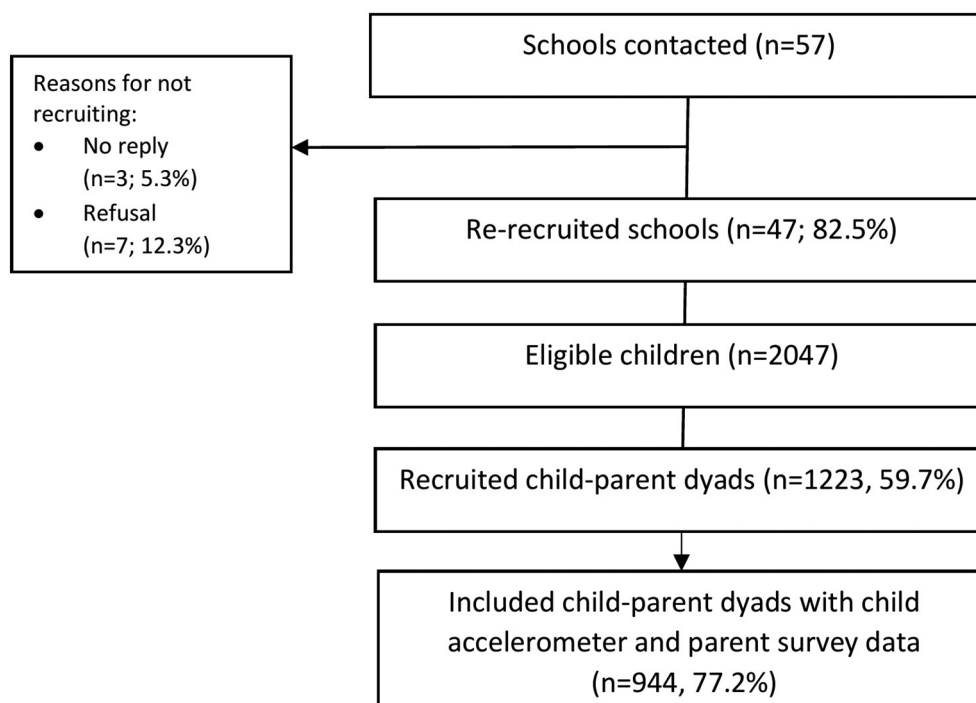 Schools contacted (n=57)
Reasons for not
recruiting:
• No reply
(n=3; 5.3%)
• Refusal
(n=7; 12.3%)
Re-recruited schools (n=47; 82.5%)
Eligible children (n=2047)
Recruited child-parent dyads (n=1223, 59.7%)
Included child-parent dyads with child
accelerometer and parent survey data
(n=944, 77.2%)